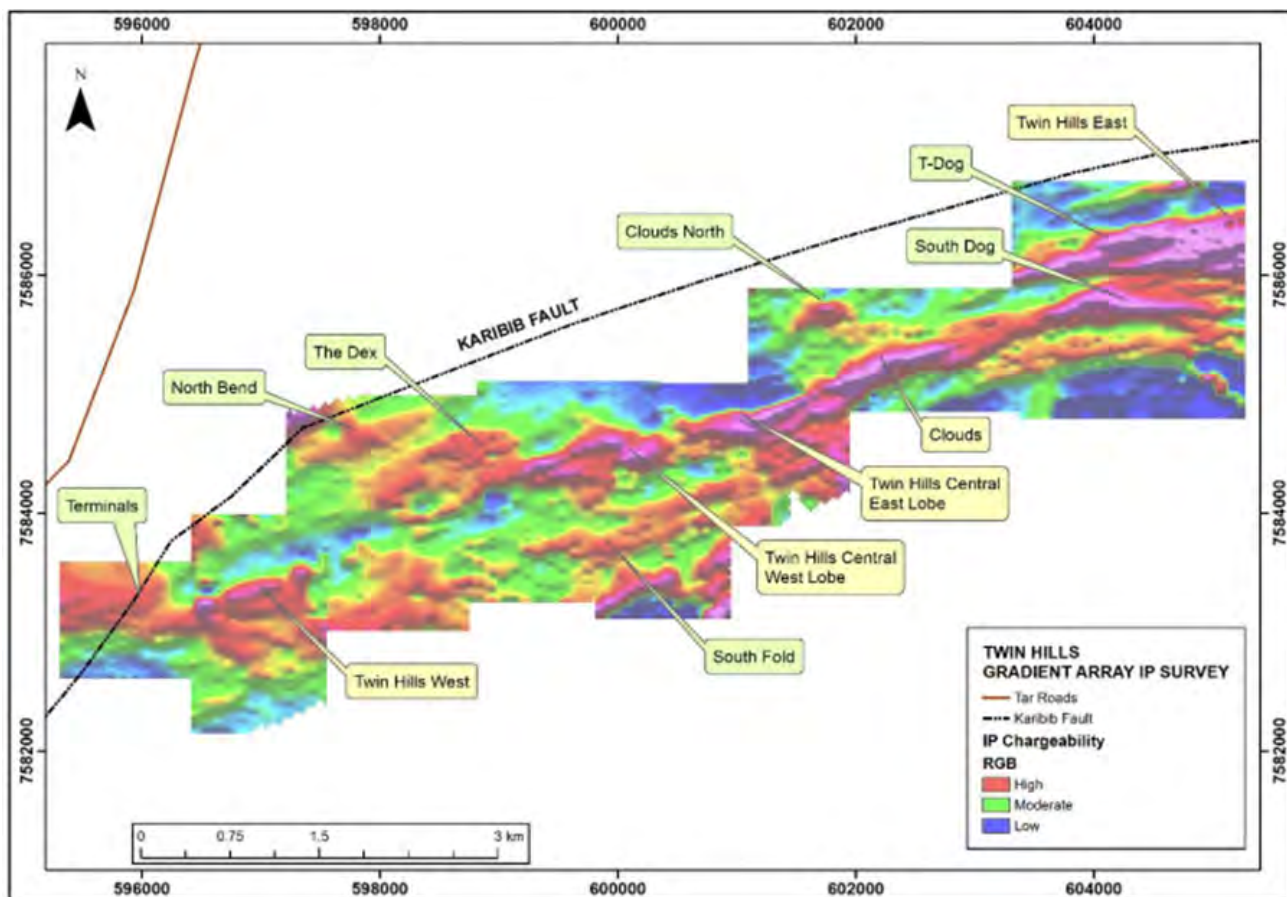 596000
598000
600000
602000
604000
N
Twin Hills East
T-Dog
Clouds North
South Dog
7586000
7586000
KARIBIB FAULT
The Dex
North Bend
Clouds
Terminals
Twin Hills Central
East Lobe
7584000
7584000
Twin Hills Central
West Lobe
South Fold
Twin Hills West
TWIN HILLS
GRADIENT ARRAY IP SURVEY
Tar Roads
Karibib Fault
IP Chargeability
RGB
High
Moderate
Low
7582000
7582000
0 0.75 1.5 3 km
596000
598000
600000
602000
604000